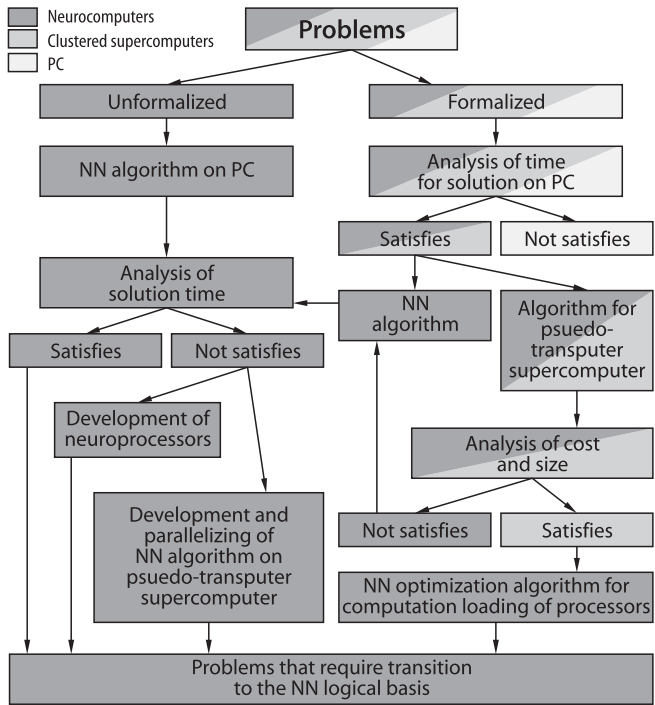 Neurocomputers
Clustered supercomputers
PC
Problems
Unformalized
Formalized
NN algorithm on PC
Analysis of time
for solution on PC
Satisfies
Not satisfies
Analysis of
solution time
NN
algorithm
Algorithm for
psuedo-
transputer
supercomputer
Satisfies
Not satisfies
Development of
neuroprocessors
Analysis of cost
and size
Development and
parallelizing of
NN algorithm on
psuedo-transputer
supercomputer
Not satisfies
Satisfies
NN optimization algorithm for
computation loading of processors
Problems that require transition
to the NN logical basis